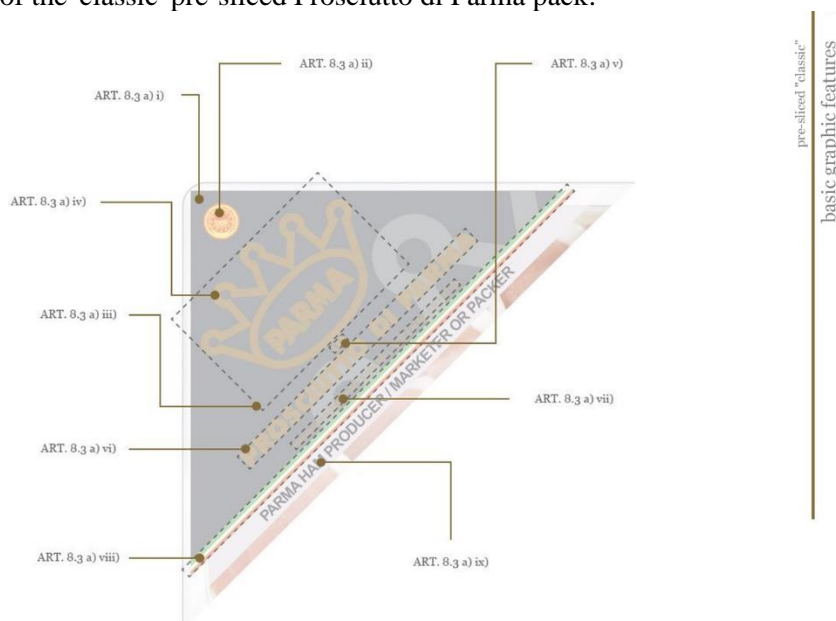 of the 'classic' pre-sliced Prosciutto di Parma pack:
ART. 8.3 a) ii)
ART. 8.3 a) v)
ART. 8.3 a) i)
ART. 8.3 a) iv)
ART. 8.3 a) iii)
ART. 8.3 a) vi)
ART. 8.3 a) vii)
ART. 8.3 a) viii)
ART. 8.3 a) ix)
PARMA
PROSCIUTTO DI PARMA
PARMA HAM PRODUCER / MARKETER OR PACKER
pre-sliced "classic"
basic graphic features